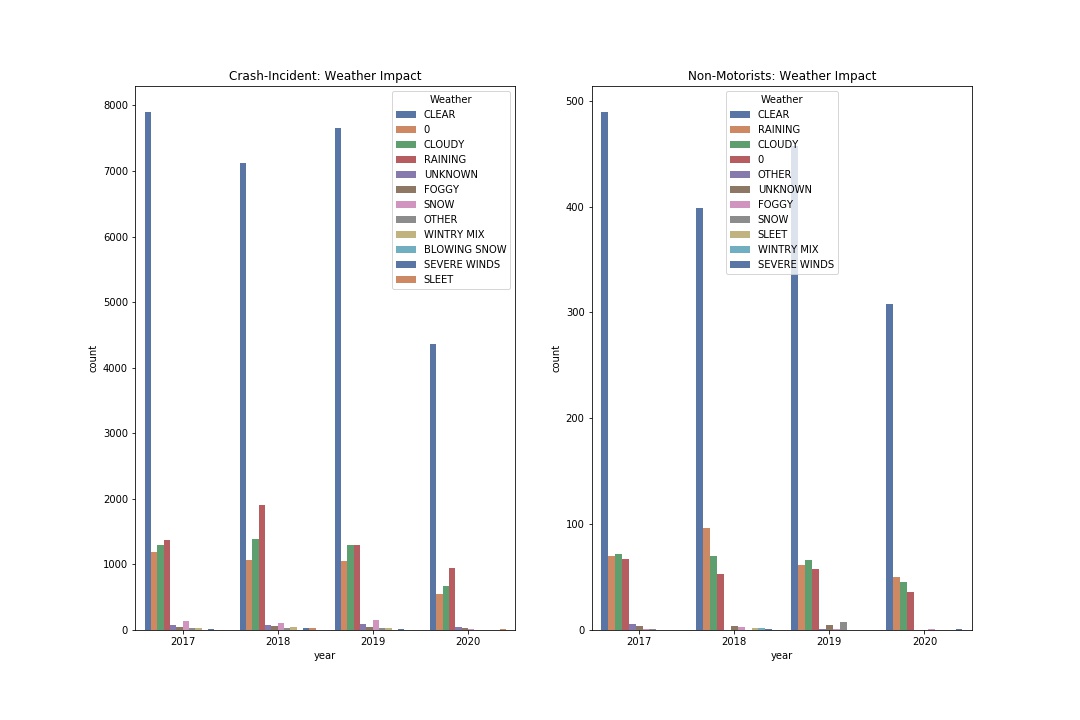 Crash-Incident: Weather Impact
8000
7000
6000
5000
4000
3000
2000
1000
0
count
2017
2018
2019
2020
year
Weather
CLEAR
0
CLOUDY
RAINING
UNKNOWN
FOGGY
SNOW
OTHER
WINTRY MIX
BLOWING SNOW
SEVERE WINDS
SLEET
Non-Motorists: Weather Impact
500
400
300
200
100
0
count
2017
2018
2019
2020
year
Weather
CLEAR
RAINING
CLOUDY
0
OTHER
UNKNOWN
FOGGY
SNOW
SLEET
WINTRY MIX
SEVERE WINDS